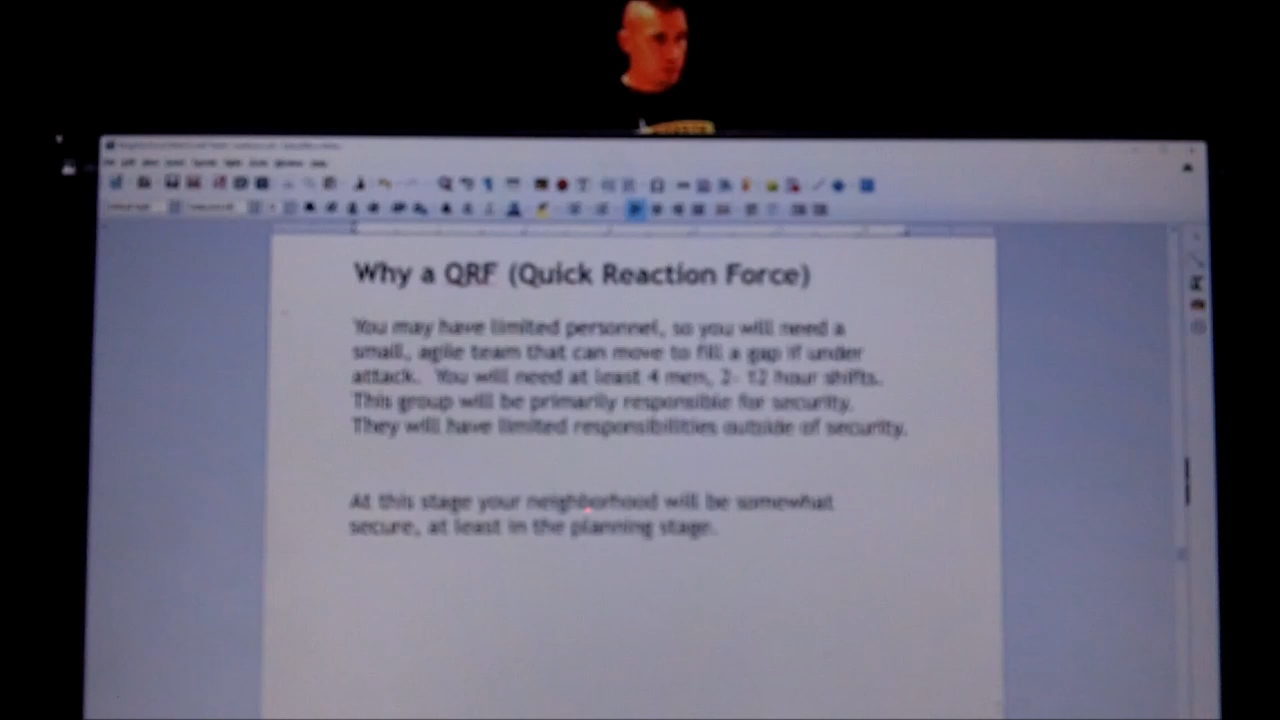 Why a QRF (Quick Reaction Force)
You may have limited personnel, so you will need a
small, agile team that can move to fill a gap if under
attack. You will need at least 4 men, 2- 12 hour shifts.
This group will be primarily responsible for security.
They will have limited responsibilities outside of security.
At this stage your neighborhood will be somewhat
secure, at least in the planning stage.